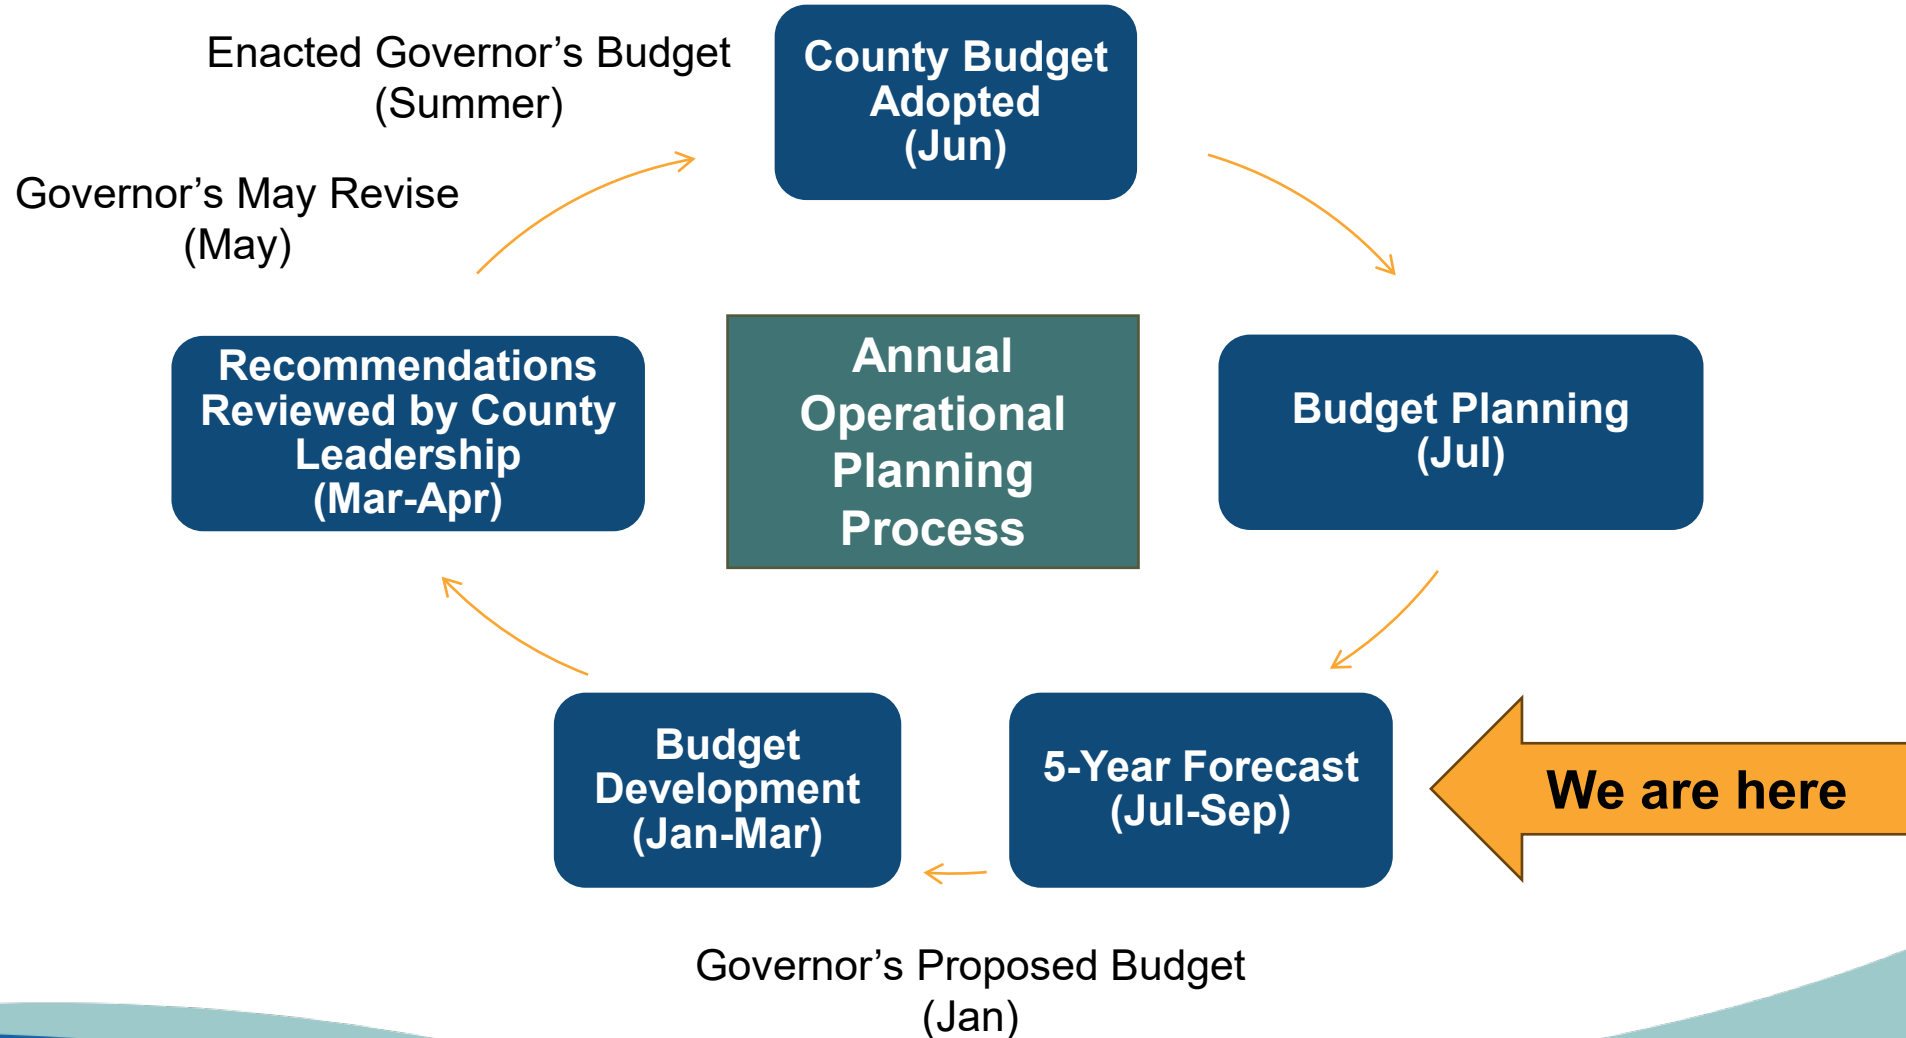 Enacted Governor’s Budget
(Summer)
County Budget
Adopted
(Jun)
Governor’s May Revise
(May)
Recommendations
Reviewed by County
Leadership
(Mar-Apr)
Annual
Operational
Planning
Process
Budget Planning
(Jul)
Budget
Development
(Jan-Mar)
5-Year Forecast
(Jul-Sep)
We are here
Governor’s Proposed Budget
(Jan)